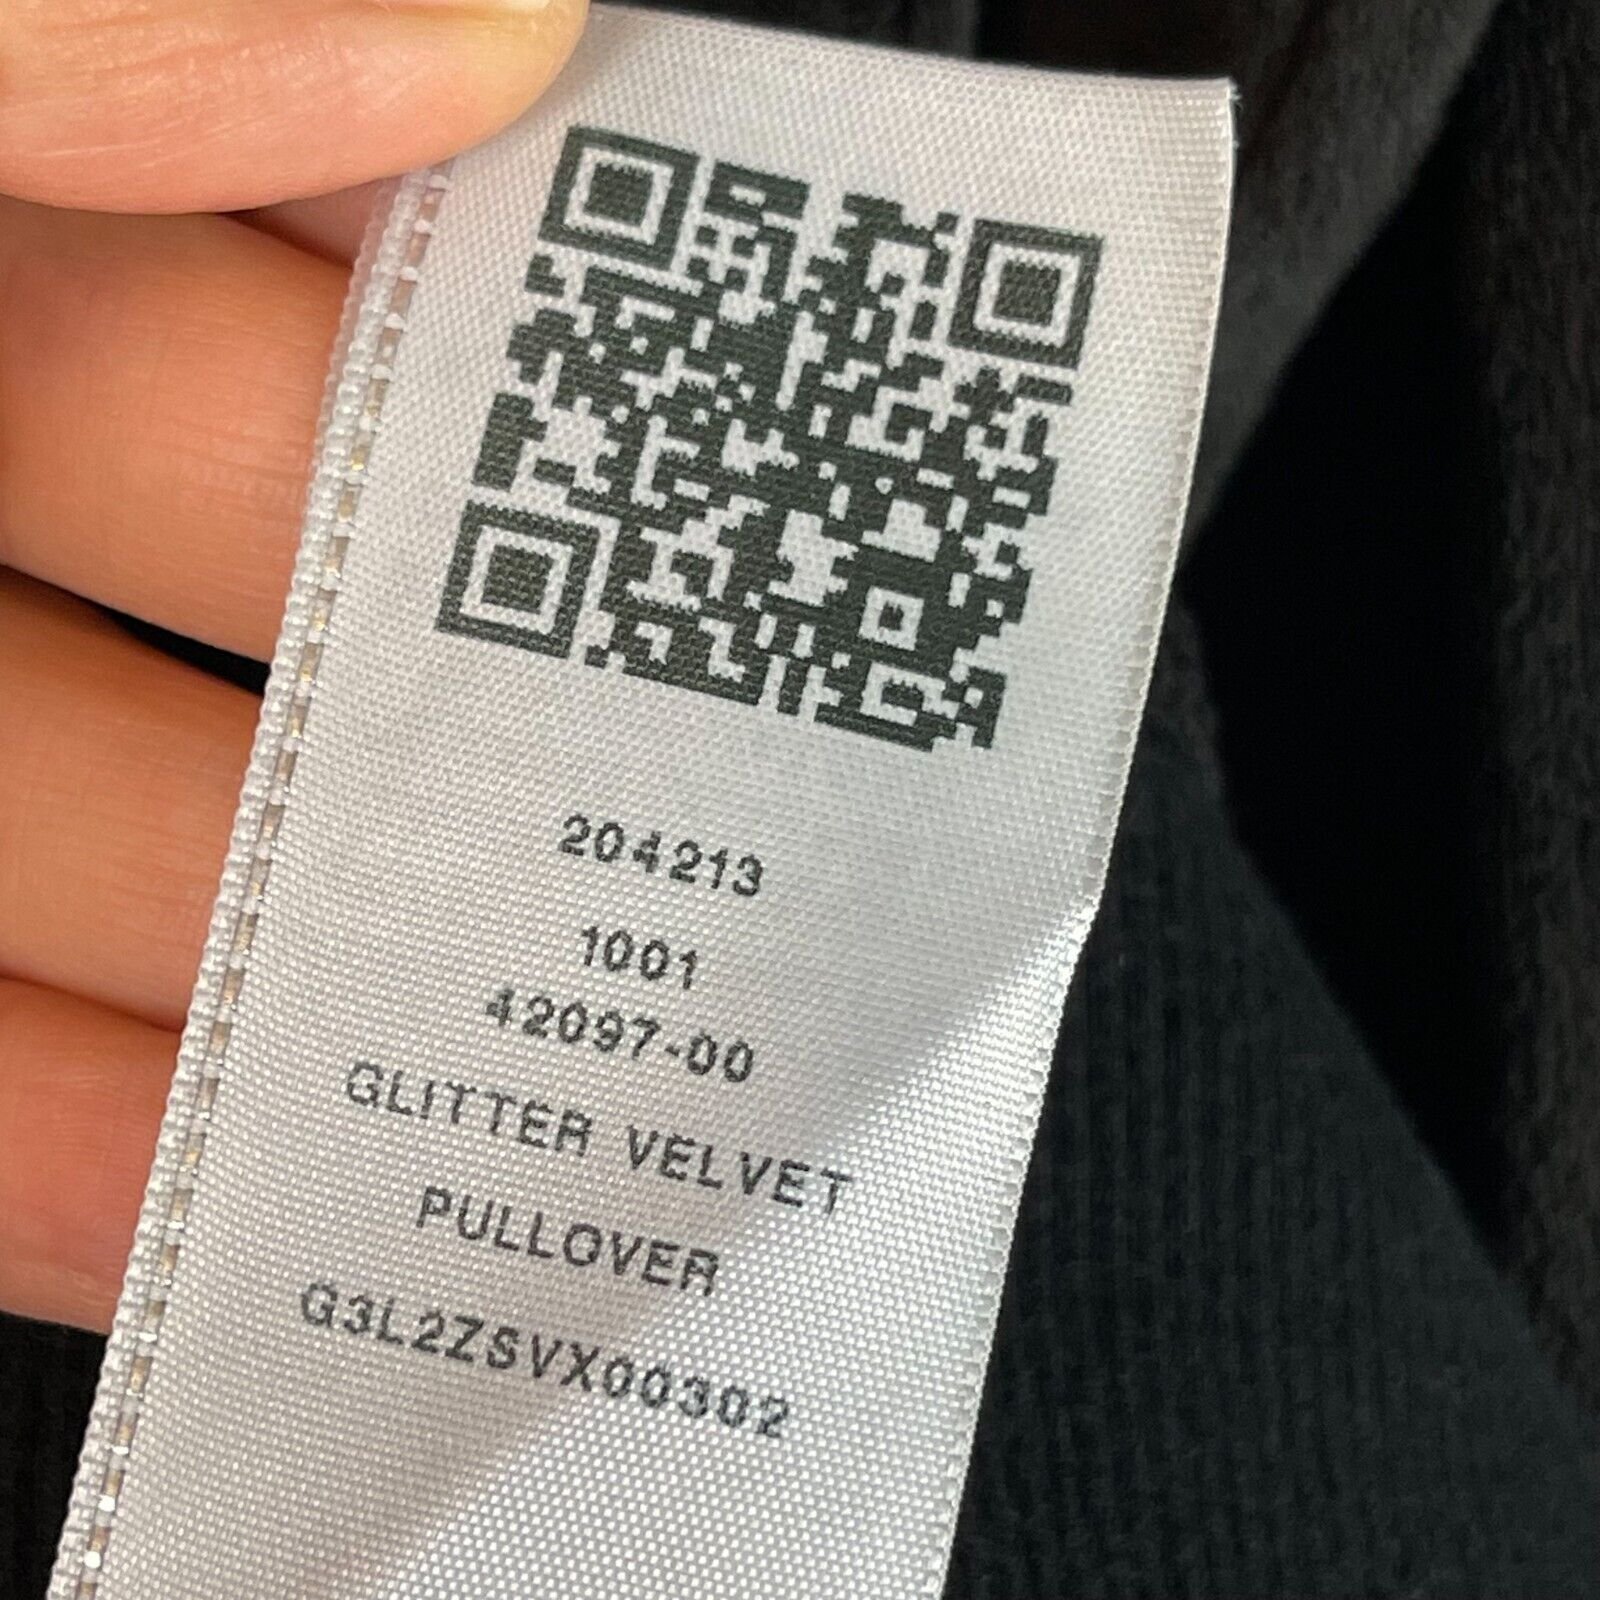 204213
1001
42097-00
GLITTER VELVET
PULLOVER
G3L2ZSVX00302